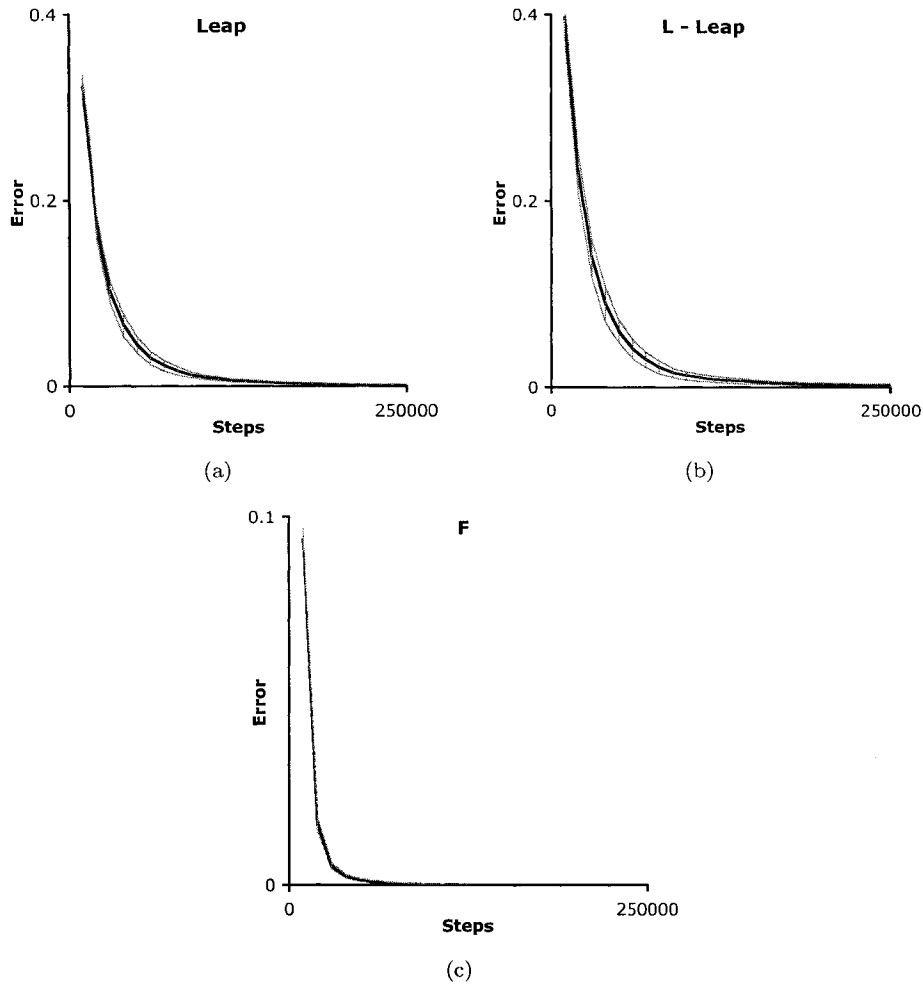 Leap
0.4
0.2
0
Error
0
250000
Steps
(a)
L - Leap
0.4
0.2
0
Error
0
250000
Steps
(b)
F
0.1
0
Error
0
250000
Steps
(c)